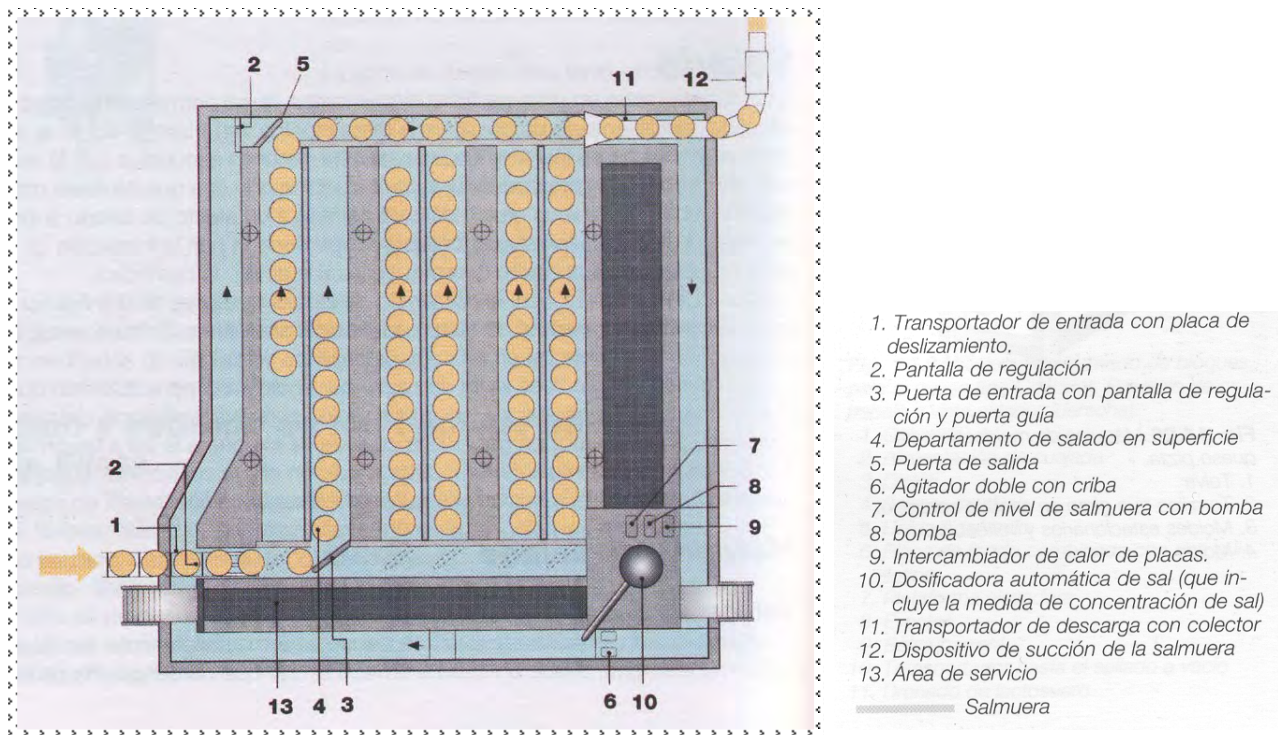 2 5 11 12
7
2 8
1 9
13 4 3 6 10
1. Transportador de entrada con placa de
deslizamiento.
2. Pantalla de regulación
3. Puerta de entrada con pantalla de regula-
ción y puerta guía
4. Departamento de salado en superficie
5. Puerta de salida
6. Agitador doble con criba
7. Control de nivel de salmuera con bomba
8. bomba
9. Intercambiador de calor de placas.
10. Dosificadora automática de sal (que in-
cluye la medida de concentración de sal)
11. Transportador de descarga con colector
12. Dispositivo de succión de la salmuera
13. Área de servicio
Salmuera